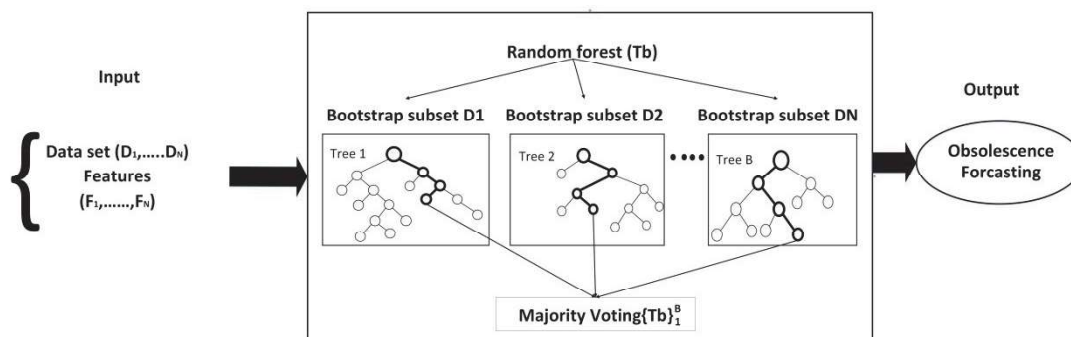 Input
Data set (D₁,.....Dₙ)
Features
(F₁,......,Fₙ)
Random forest (Tb)
Bootstrap subset D1
Bootstrap subset D2
Bootstrap subset DN
Tree 1
Tree 2
Tree B
Majority Voting{Tb}₁ᴮ
Output
Obsolescence
Forcasting